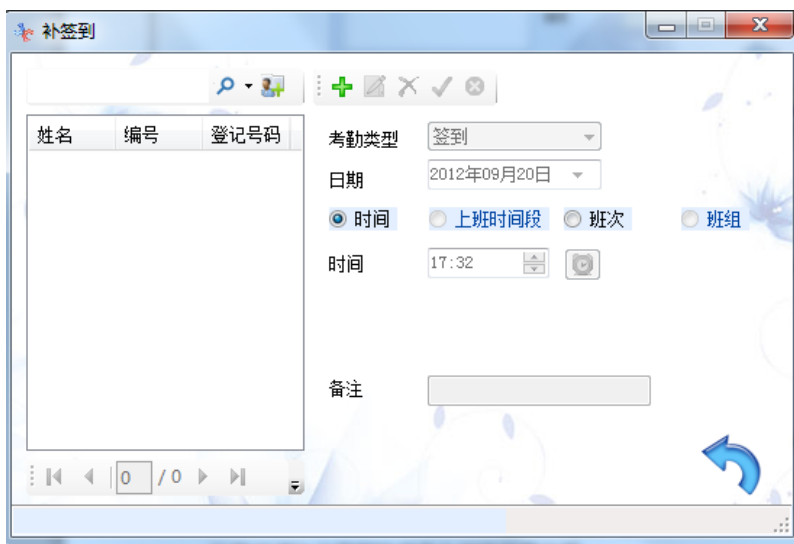 补签到
姓名 编号 登记号码
考勤类型 签到
日期 2012年09月20日
时间 上班时间段 班次 班组
时间 17:32
备注
0 / 0